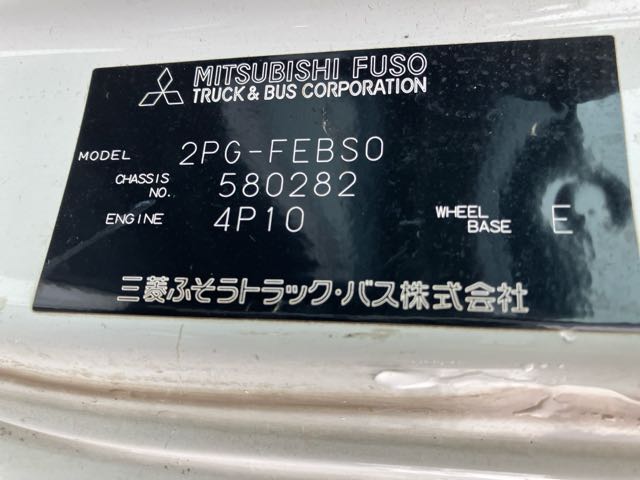 MITSUBISHI FUSO
TRUCK & BUS CORPORATION
MODEL 2PG-FEBS0
CHASSIS NO. 580282
ENGINE 4P10 WHEEL BASE E
三菱ふそうトラック・バス株式会社